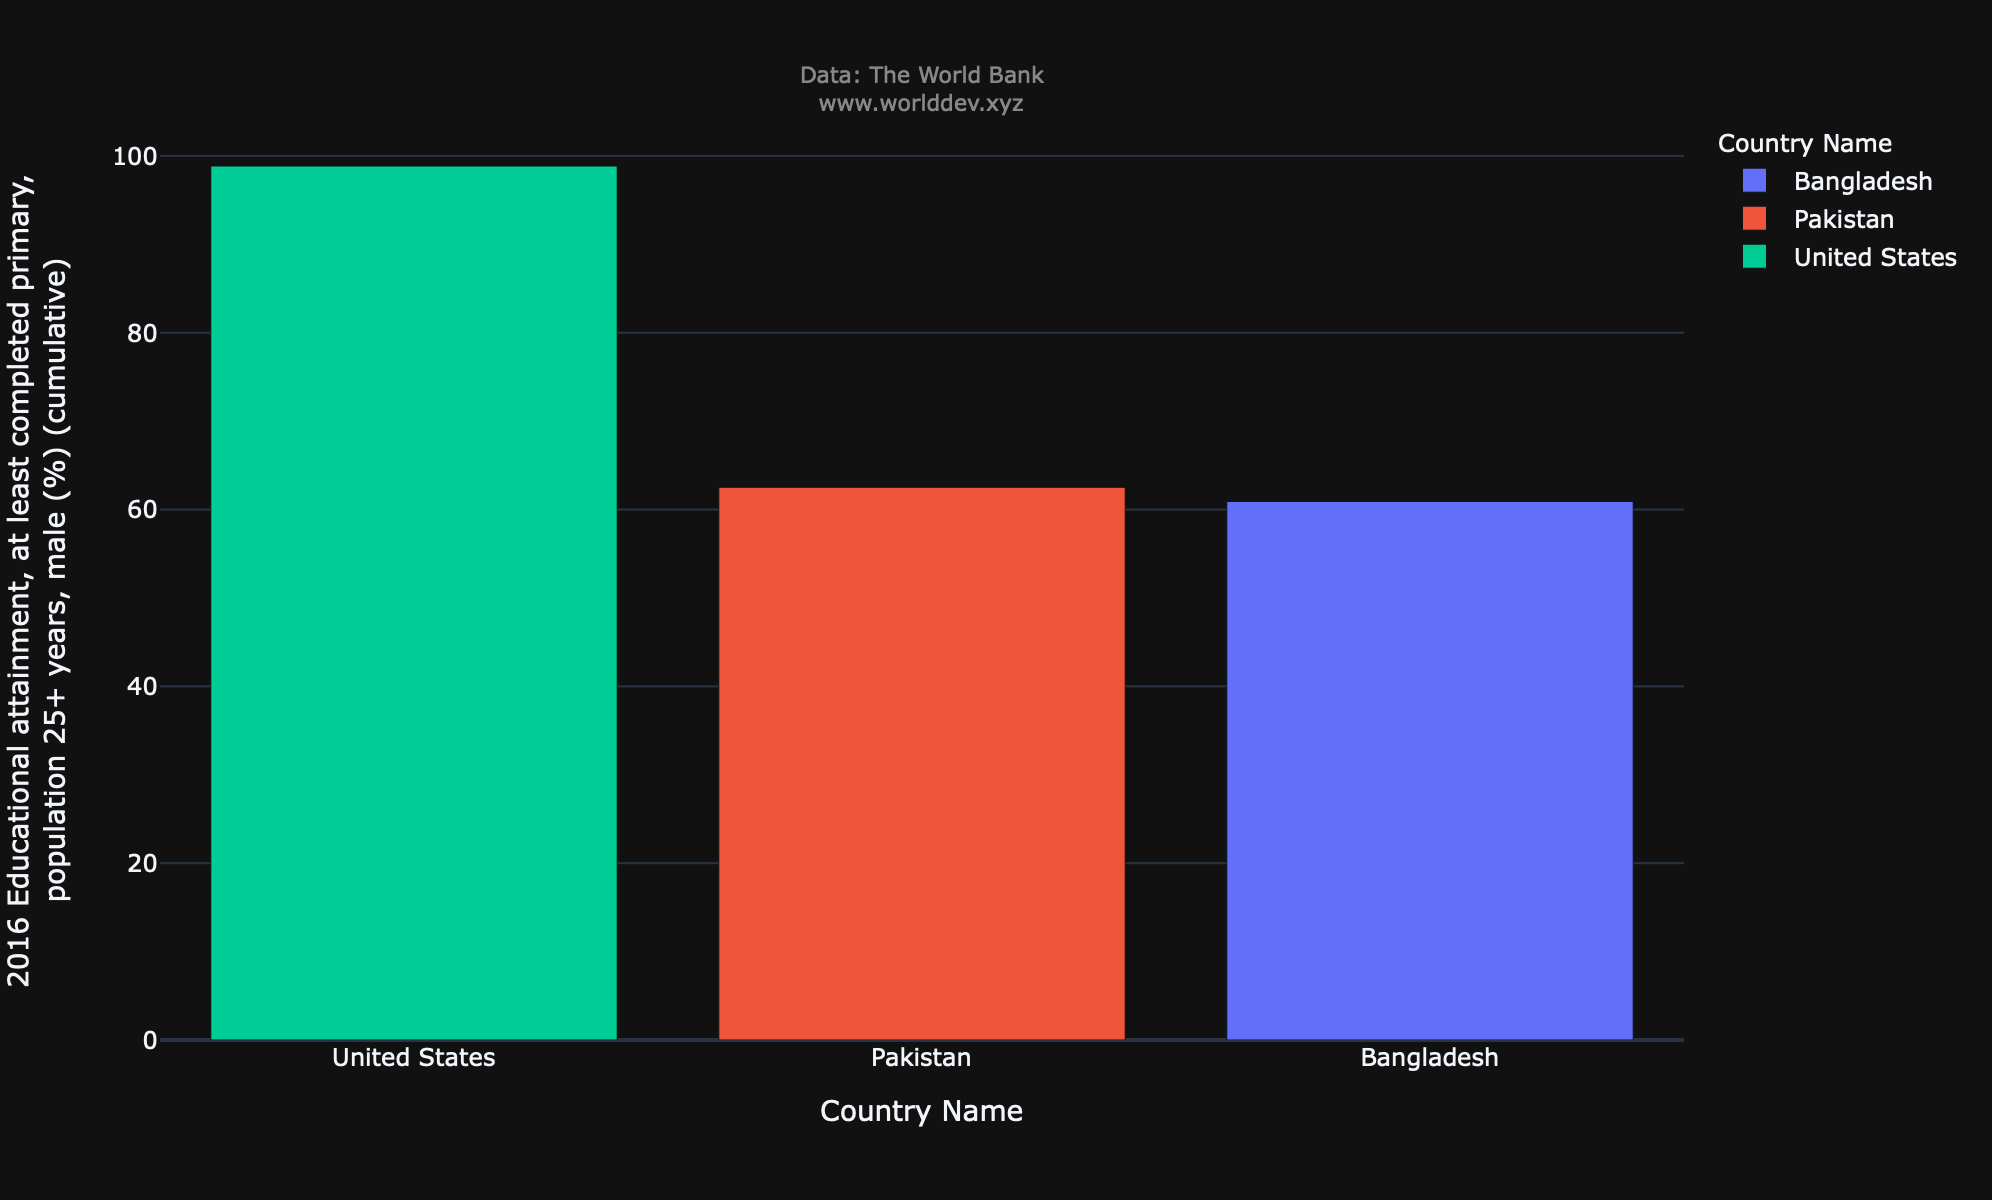 Data: The World Bank
www.worlddev.xyz
2016 Educational attainment, at least completed primary,
population 25+ years, male (%) (cumulative)
100
80
60
40
20
0
United States
Pakistan
Bangladesh
Country Name
Country Name
Bangladesh
Pakistan
United States